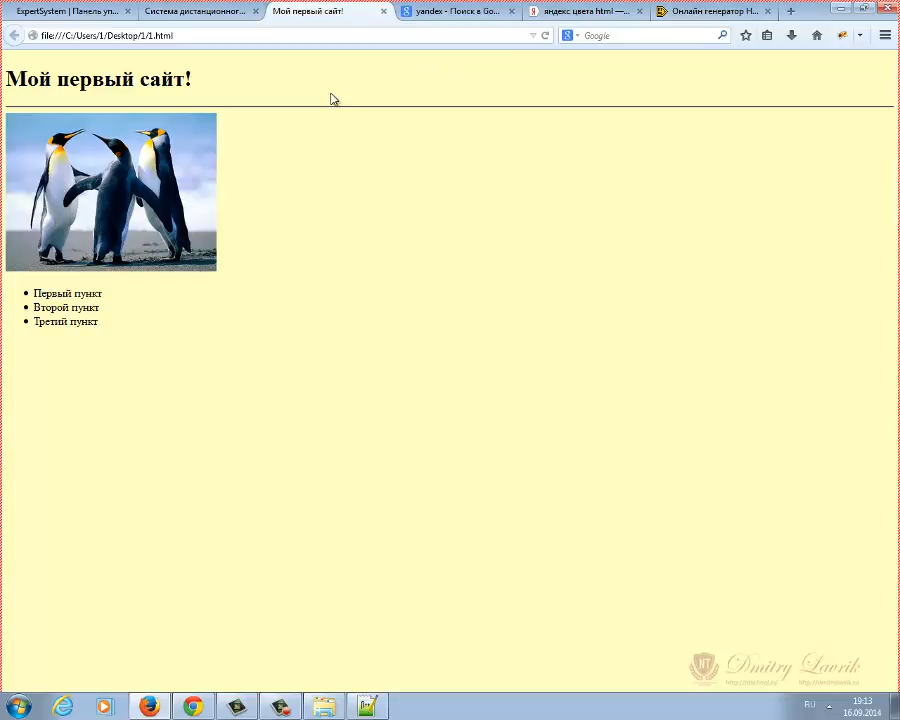 ExpertSystem | Панель уп...
Система дистанционног...
Мой первый сайт!
yandex - Поиск в Go...
яндекс цвета html —...
Онлайн генератор H...
file:///C:/Users/1/Desktop/1/1.html
Google
Мой первый сайт!
Первый пункт
Второй пункт
Третий пункт
NT
Dmitry Lavrik
RU
19:13
16.09.2014